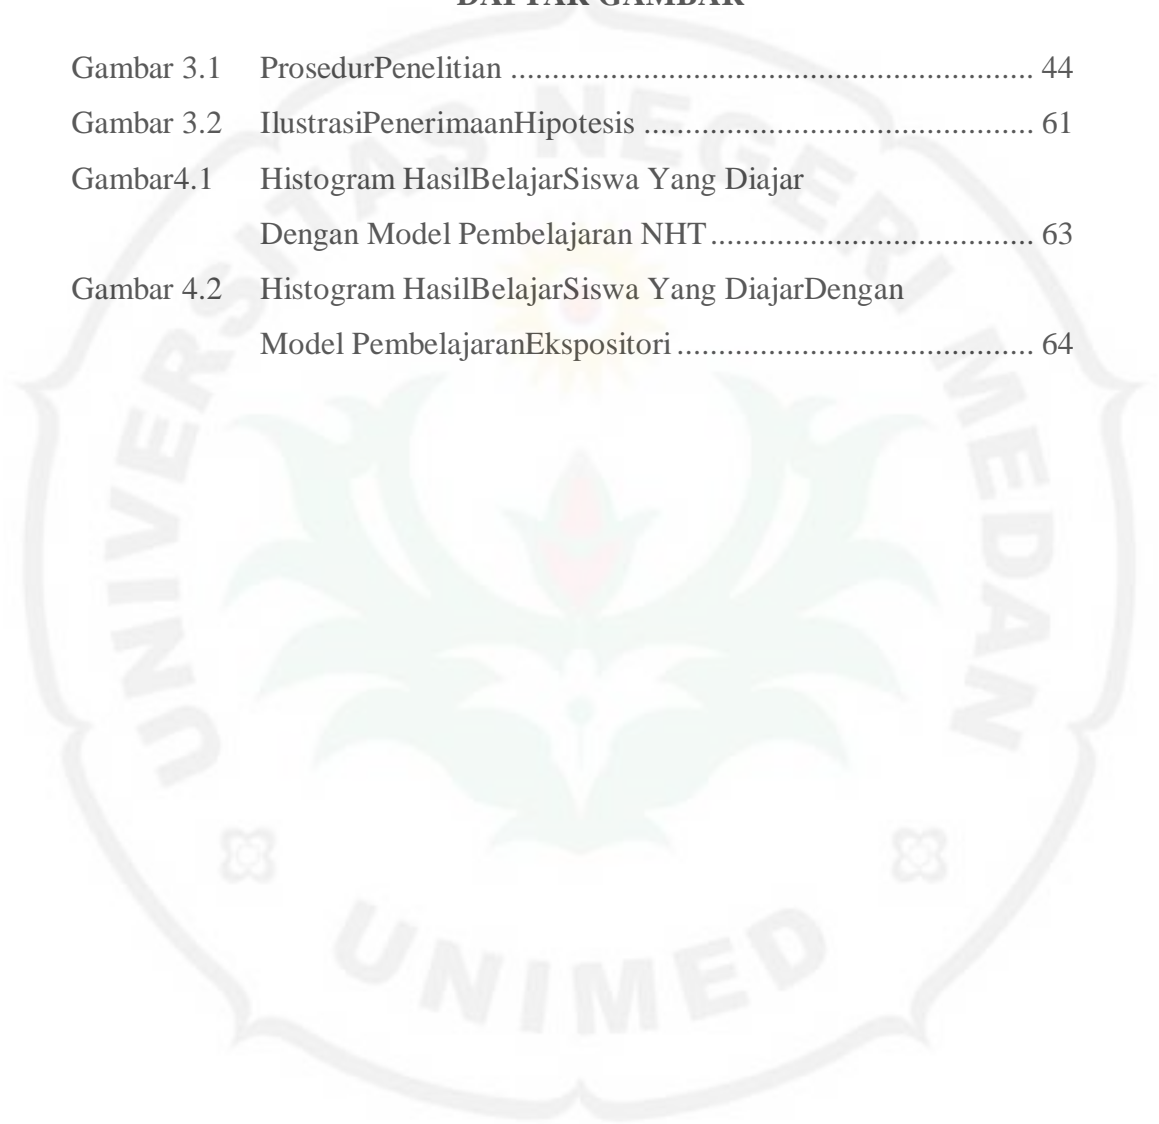 DAFTAR GAMBAR
Gambar 3.1 ProsedurPenelitian ............................................................... 44
Gambar 3.2 IlustrasiPenerimaanHipotesis ............................................... 61
Gambar4.1 Histogram HasilBelajarSiswa Yang Diajar
Dengan Model Pembelajaran NHT ....................................... 63
Gambar 4.2 Histogram HasilBelajarSiswa Yang DiajarDengan
Model PembelajaranEkspositori ........................................... 64
UNIVERSITAS NEGERI MEDAN
UNIMED